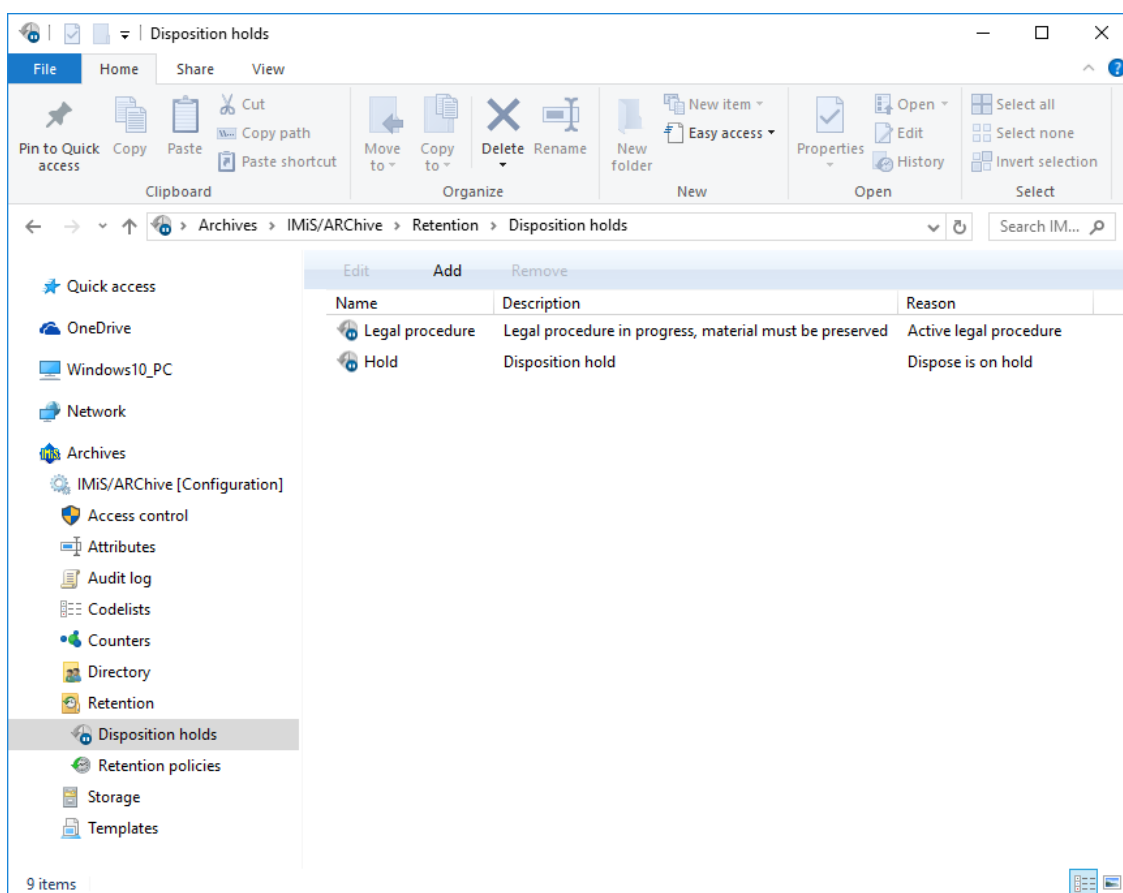 Disposition holds
File Home Share View
Pin to Quick access
Copy
Paste
Cut
Copy path
Paste shortcut
Clipboard
Move to
Copy to
Delete
Rename
Organize
New folder
New item
Easy access
New
Properties
Open
Edit
History
Open
Select all
Select none
Invert selection
Select
Archives > IMiS/ARChive > Retention > Disposition holds
Search IM...
Quick access
OneDrive
Windows10_PC
Network
Archives
IMiS/ARChive [Configuration]
Access control
Attributes
Audit log
Codelists
Counters
Directory
Retention
Disposition holds
Retention policies
Storage
Templates
Edit Add Remove
Name Description Reason
Legal procedure Legal procedure in progress, material must be preserved Active legal procedure
Hold Disposition hold Dispose is on hold
9 items